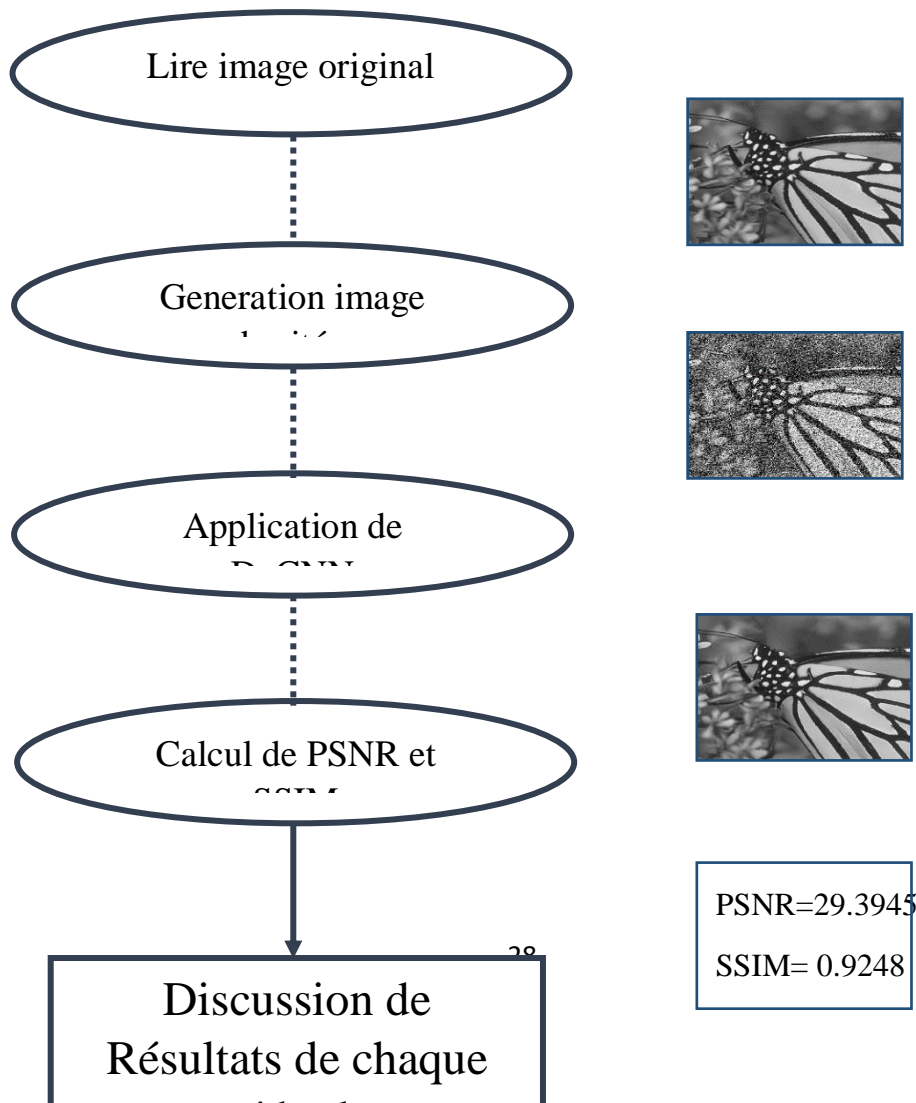 Lire image original
Generation image
Application de
Calcul de PSNR et
PSNR=29.3945
SSIM= 0.9248
Discussion de
Résultats de chaque